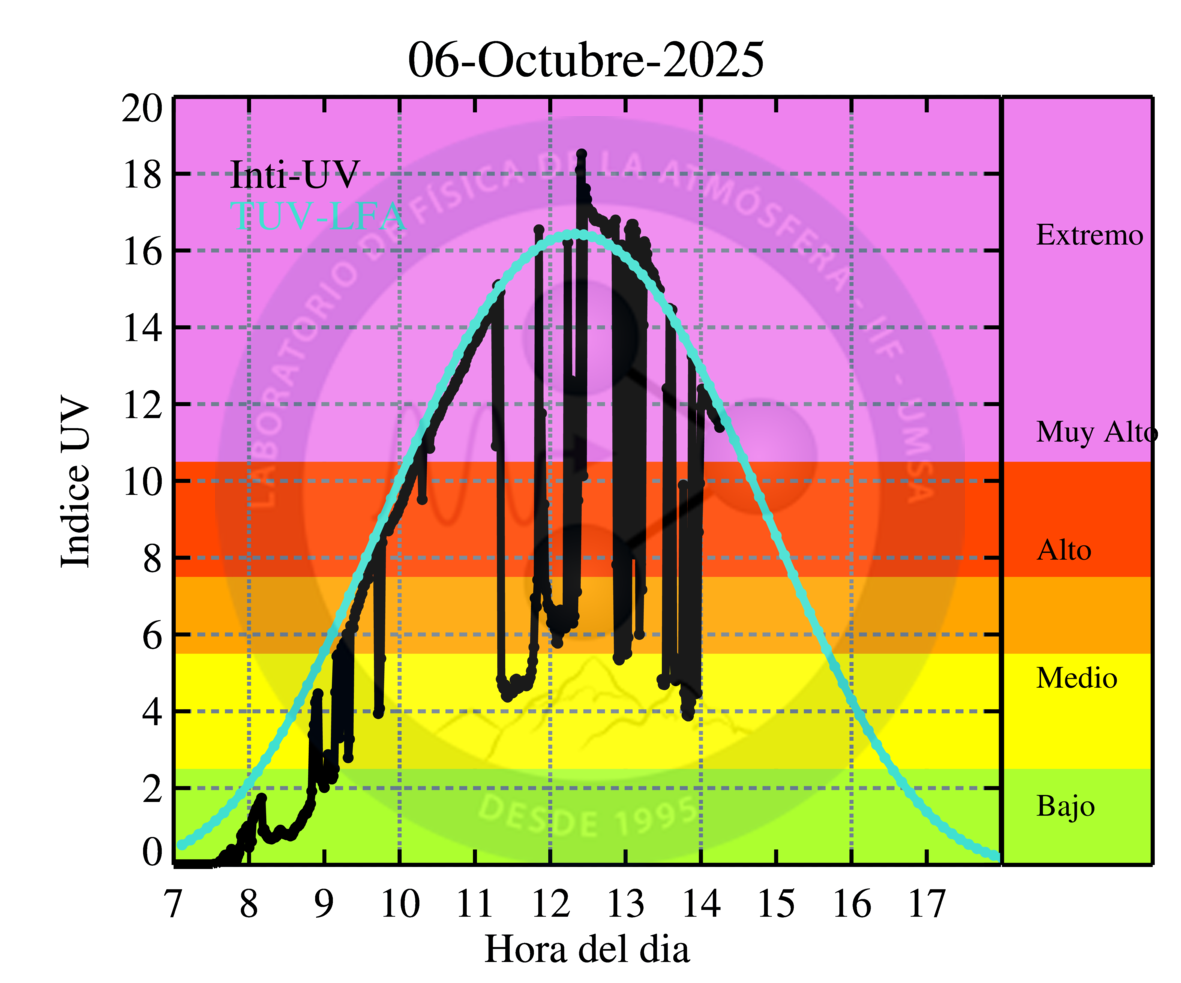 06-Octubre-2025
Inti-UV
TUV-LFA
LABORATORIO DE FÍSICA DE LA ATMÓSFERA - IIF - UMSA
DESDE 1995
Indice UV
20
18
16
14
12
10
8
6
4
2
0
Extremo
Muy Alto
Alto
Medio
Bajo
7 8 9 10 11 12 13 14 15 16 17
Hora del dia